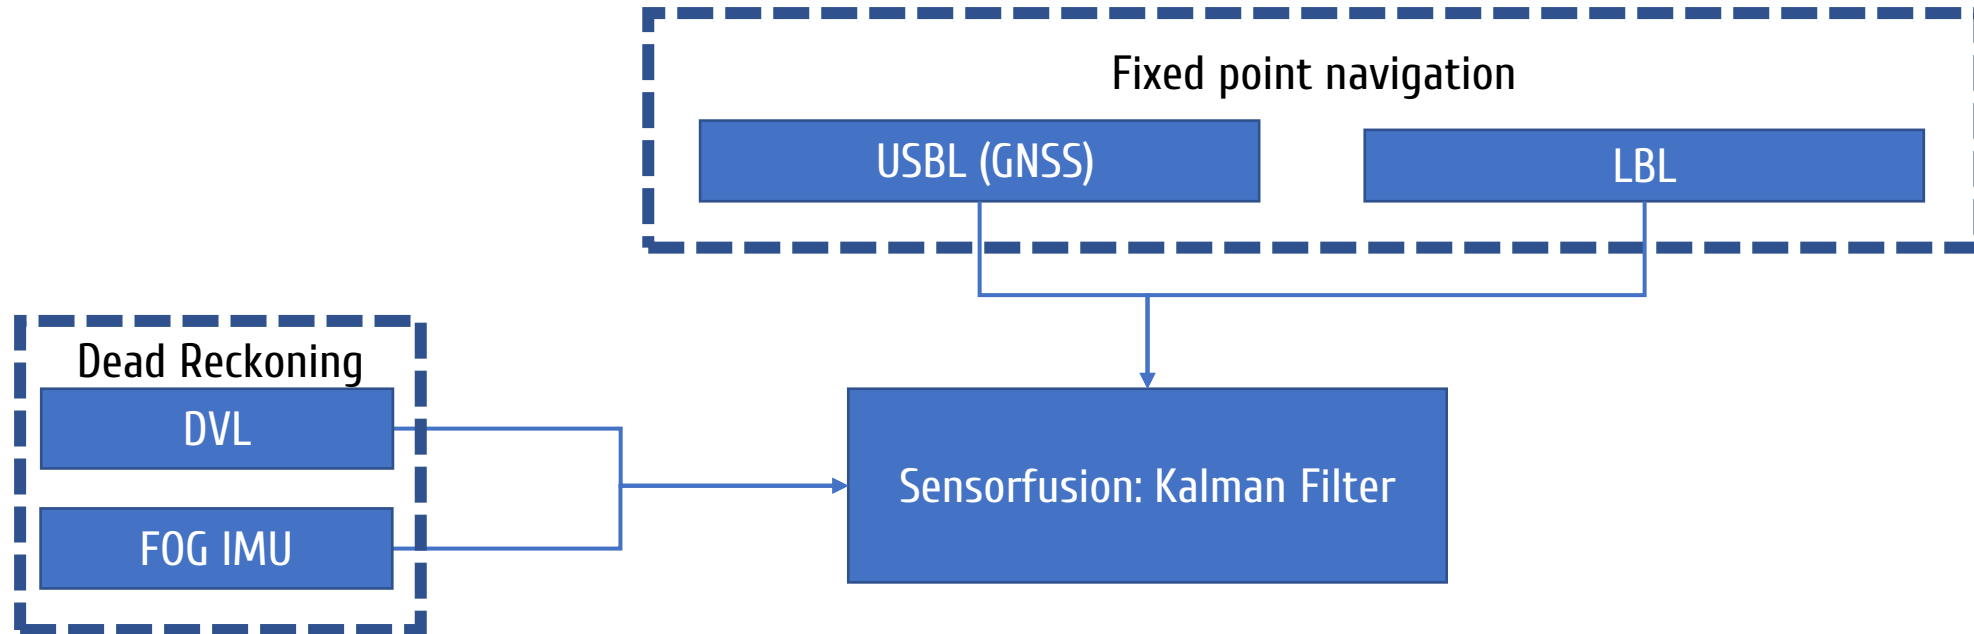 Fixed point navigation
USBL (GNSS)
LBL
Dead Reckoning
DVL
FOG IMU
Sensorfusion: Kalman Filter